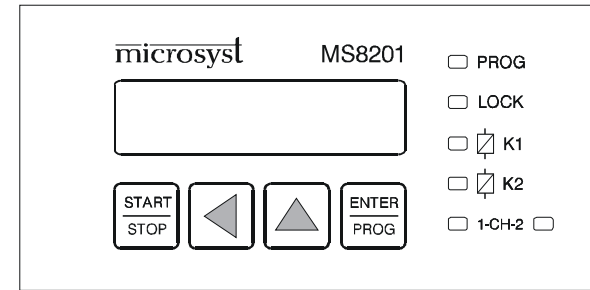 microsyst MS8201
PROG
LOCK
K1
K2
1-CH-2
START
STOP
ENTER
PROG